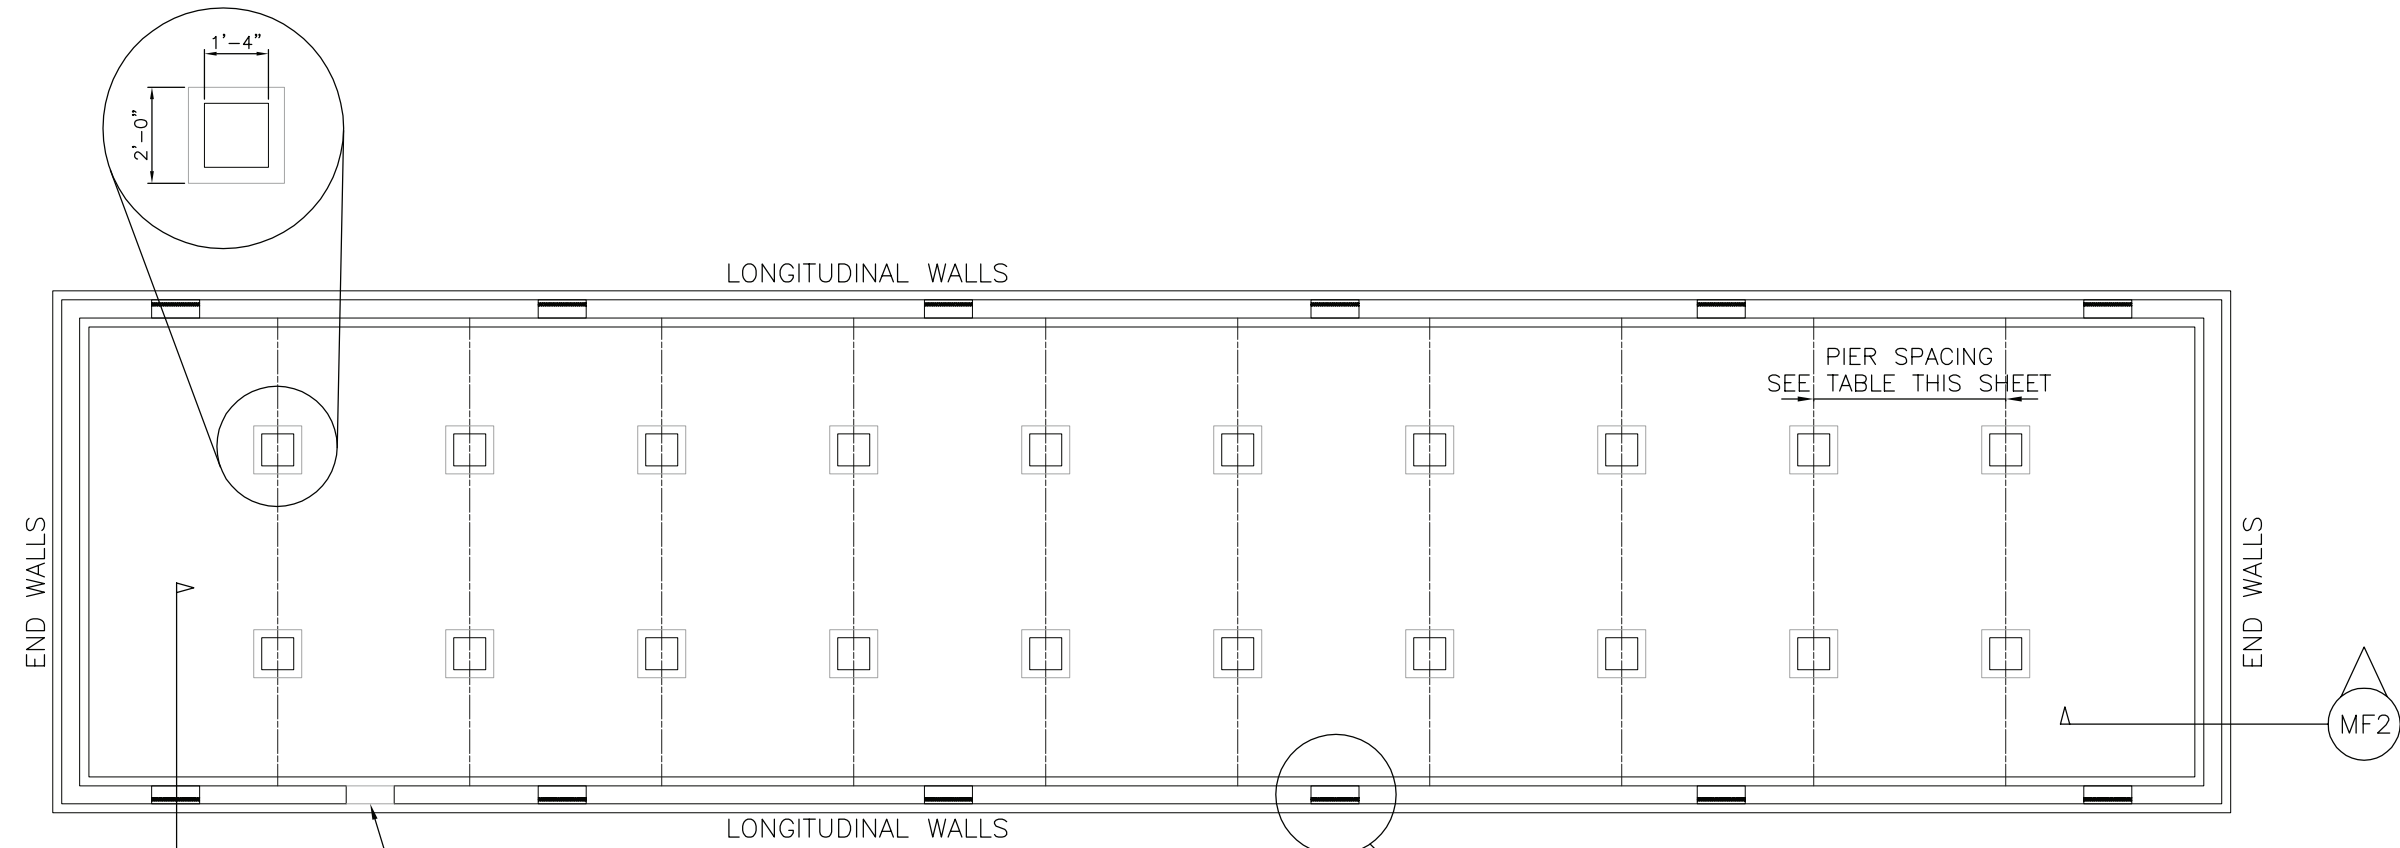 1'-4"
2'-0"
LONGITUDINAL WALLS
PIER SPACING
SEE TABLE THIS SHEET
END WALLS
END WALLS
MF2
LONGITUDINAL WALLS